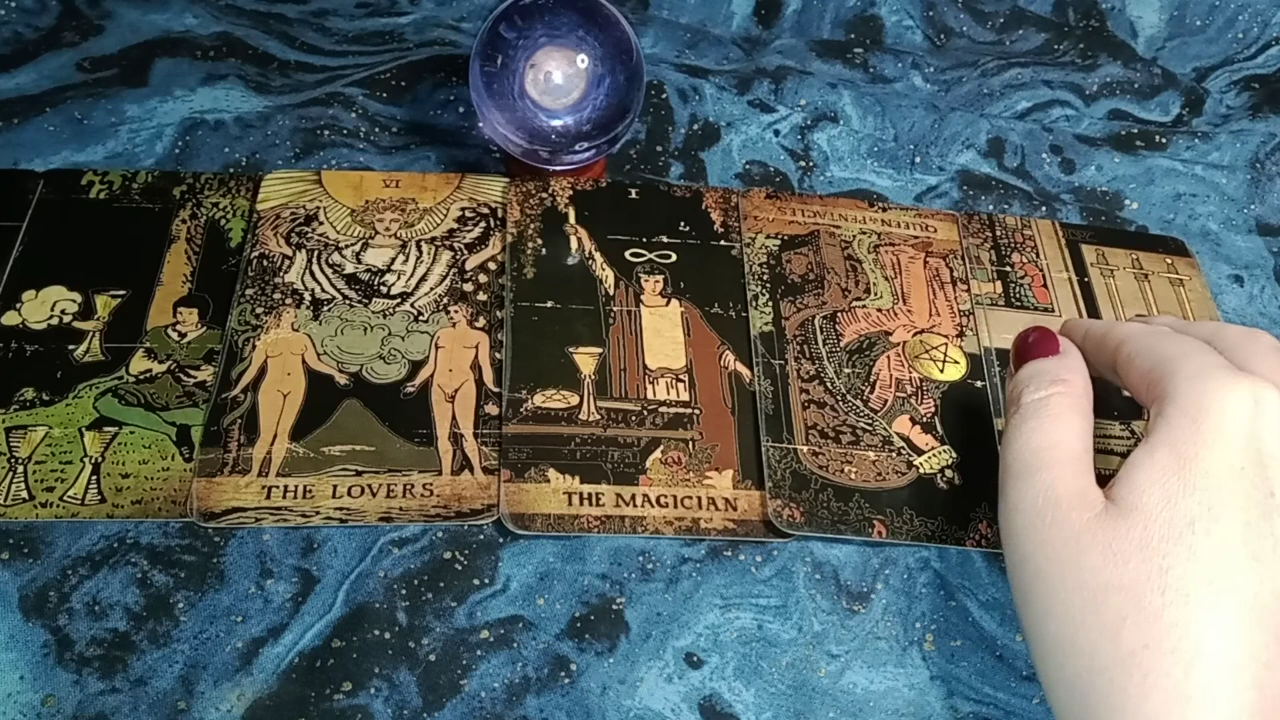 VI
THE LOVERS.
I
THE MAGICIAN
QUEEN of PENTACLES